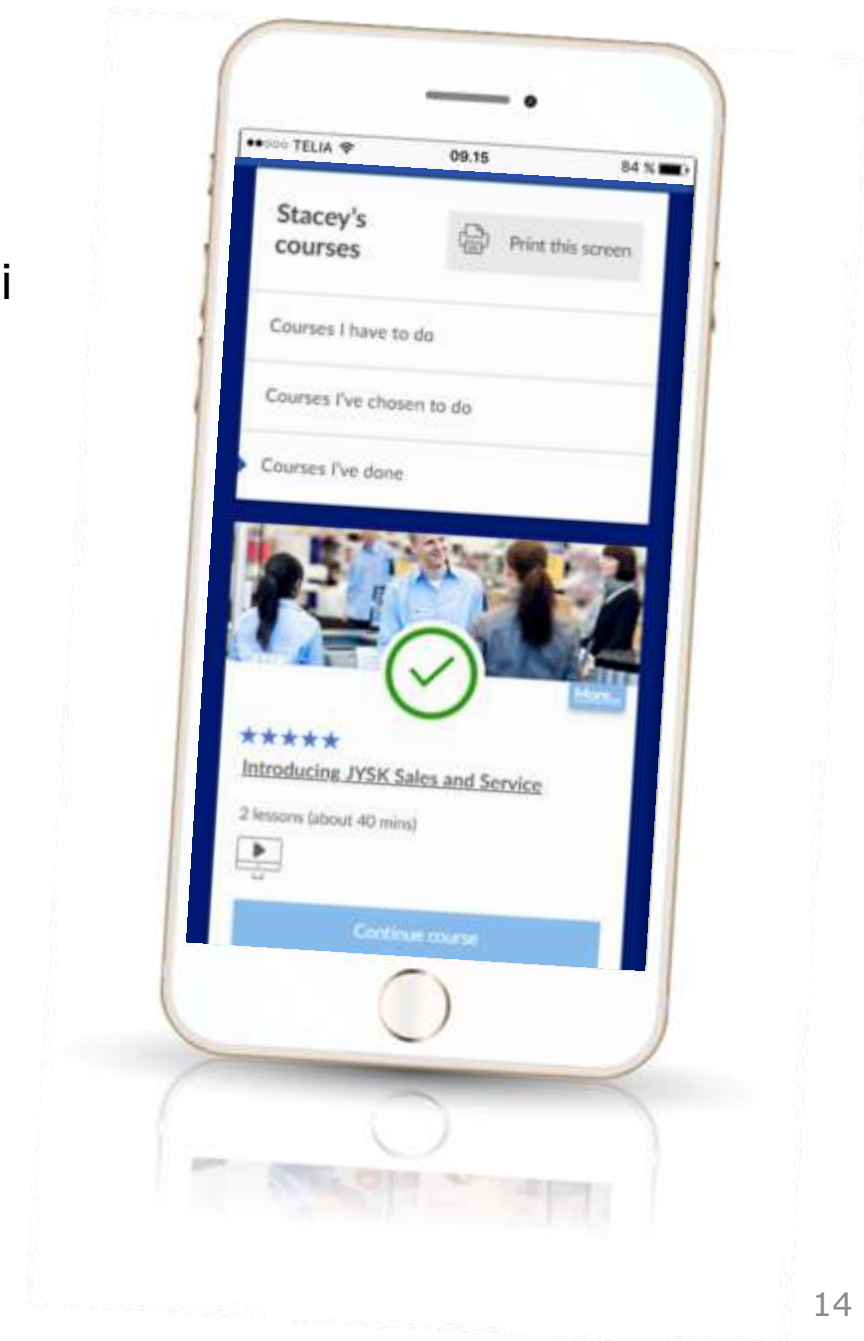 i
TELIA 09.15 84 %
Stacey's
courses
Print this screen
Courses I have to do
Courses I've chosen to do
Courses I've done
More...
Introducing JYSK Sales and Service
2 lessons (about 40 mins)
Continue course
14